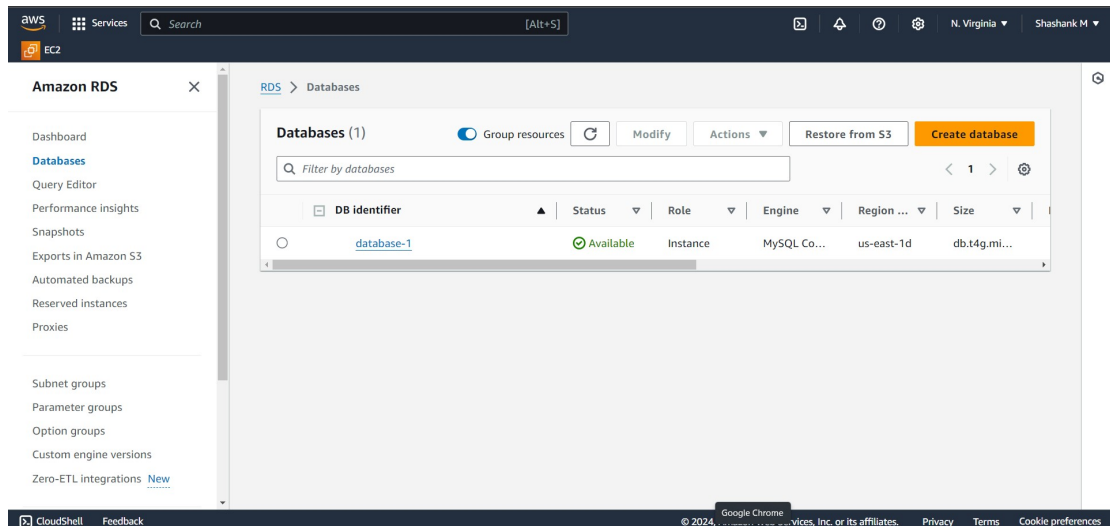 aws Services Search [Alt+S] N. Virginia Shashank M
EC2
Amazon RDS
Dashboard
Databases
Query Editor
Performance insights
Snapshots
Exports in Amazon S3
Automated backups
Reserved instances
Proxies
Subnet groups
Parameter groups
Option groups
Custom engine versions
Zero-ETL integrations New
RDS > Databases
Databases (1) Group resources Modify Actions Restore from S3 Create database
Filter by databases 1
DB identifier Status Role Engine Region ... Size
database-1 Available Instance MySQL Co... us-east-1d db.t4g.mi...
Google Chrome
CloudShell Feedback © 2024, Services, Inc. or its affiliates. Privacy Terms Cookie preferences